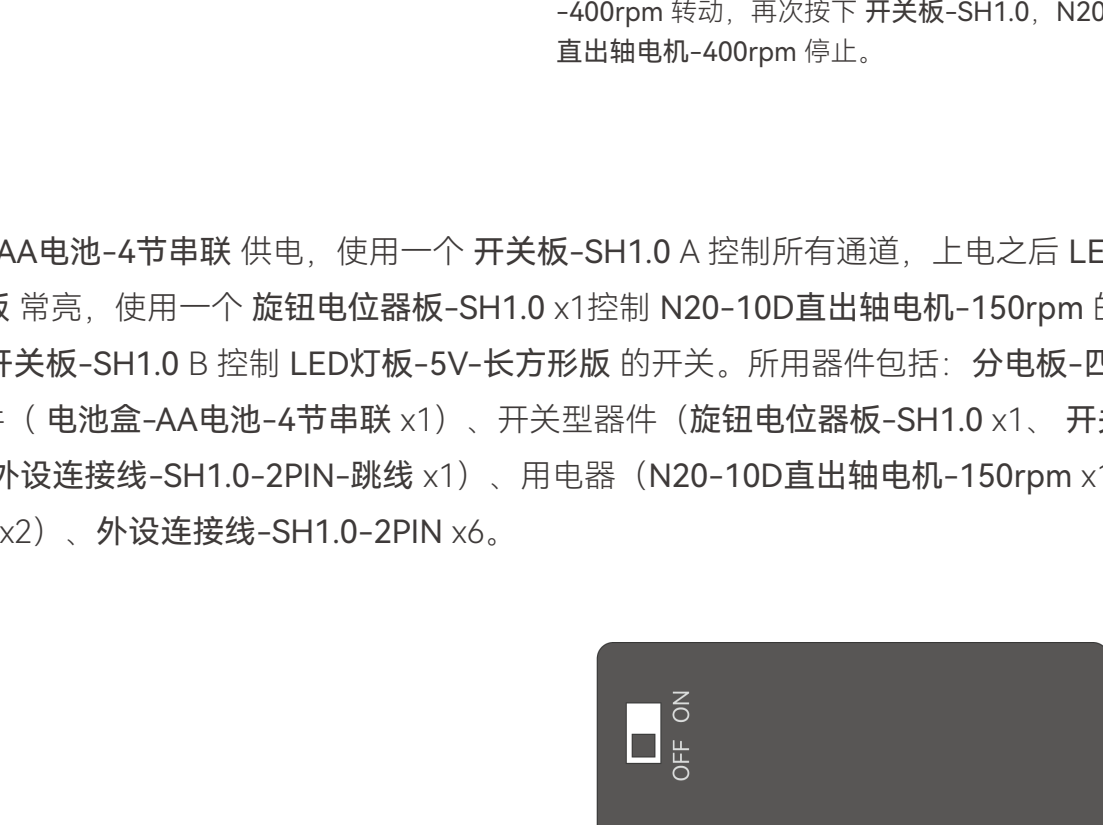 -400rpm 转动，再次按下 开关板-SH1.0，N20
直出轴电机-400rpm 停止。
AA电池-4节串联 供电，使用一个 开关板-SH1.0 A 控制所有通道，上电之后 LE
版 常亮，使用一个 旋钮电位器板-SH1.0 x1控制 N20-10D直出轴电机-150rpm 的
开关板-SH1.0 B 控制 LED灯板-5V-长方形版 的开关。所用器件包括：分电板-四
件（ 电池盒-AA电池-4节串联 x1）、开关型器件（旋钮电位器板-SH1.0 x1、 开关
外设连接线-SH1.0-2PIN-跳线 x1）、用电器（N20-10D直出轴电机-150rpm x1
x2）、外设连接线-SH1.0-2PIN x6。
OFF ON